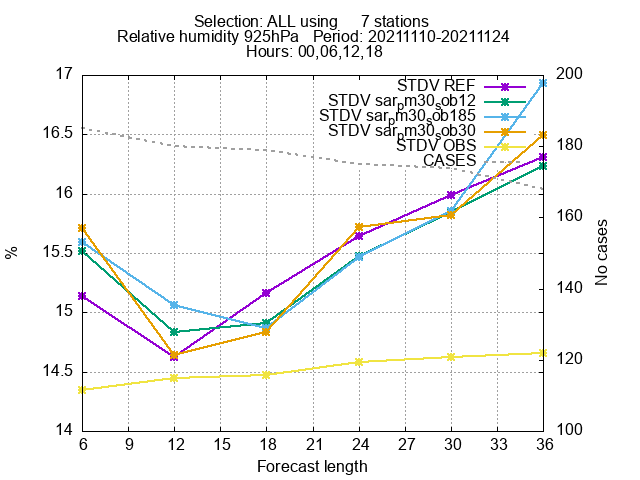 Selection: ALL using 7 stations
Relative humidity 925hPa Period: 20211110-20211124
Hours: 00,06,12,18
17 200
STDV REF
STDV sar_pm30_sob12
STDV sar_pm30_sob185
STDV sar_pm30_sob30
STDV OBS
CASES
16.5 180
16
160
%
15.5
No cases
140
15
14.5 120
14 100
6 9 12 15 18 21 24 27 30 33 36
Forecast length